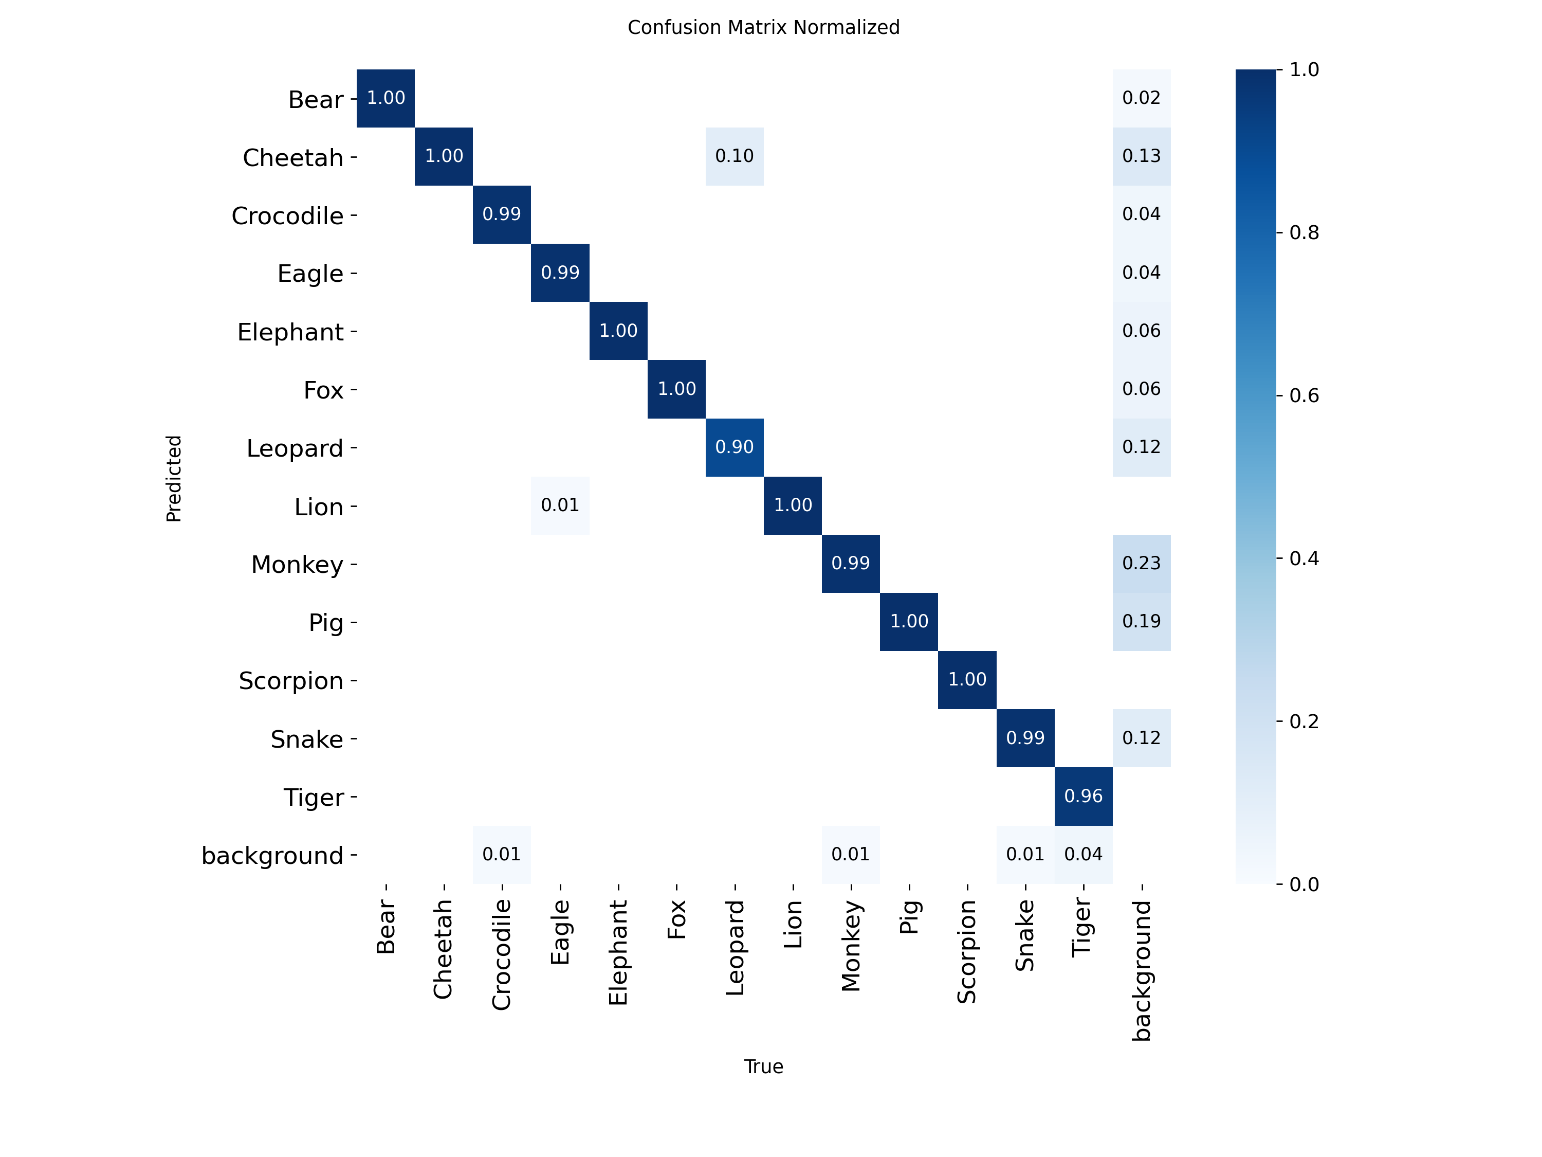 Confusion Matrix Normalized
Bear 1.00 0.02
Cheetah 1.00 0.10 0.13
Crocodile 0.99 0.04
Eagle 0.99 0.04
Elephant 1.00 0.06
Fox 1.00 0.06
Leopard 0.90 0.12
Lion 0.01 1.00
Monkey 0.99 0.23
Pig 1.00 0.19
Scorpion 1.00
Snake 0.99 0.12
Tiger 0.96
background 0.01 0.01 0.01 0.04
Predicted
Bear Cheetah Crocodile Eagle Elephant Fox Leopard Lion Monkey Pig Scorpion Snake Tiger background
True
1.0
0.8
0.6
0.4
0.2
0.0